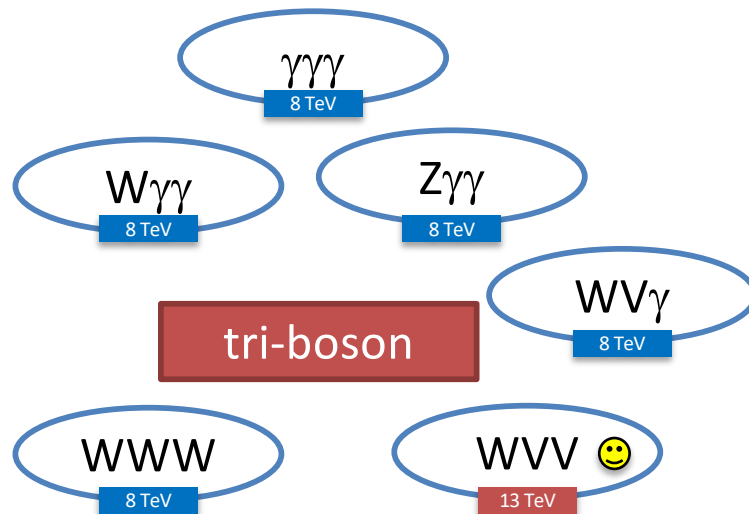 γγγ
8 TeV
Wγγ
8 TeV
Zγγ
8 TeV
WVγ
8 TeV
tri-boson
WWW
8 TeV
WVV
13 TeV